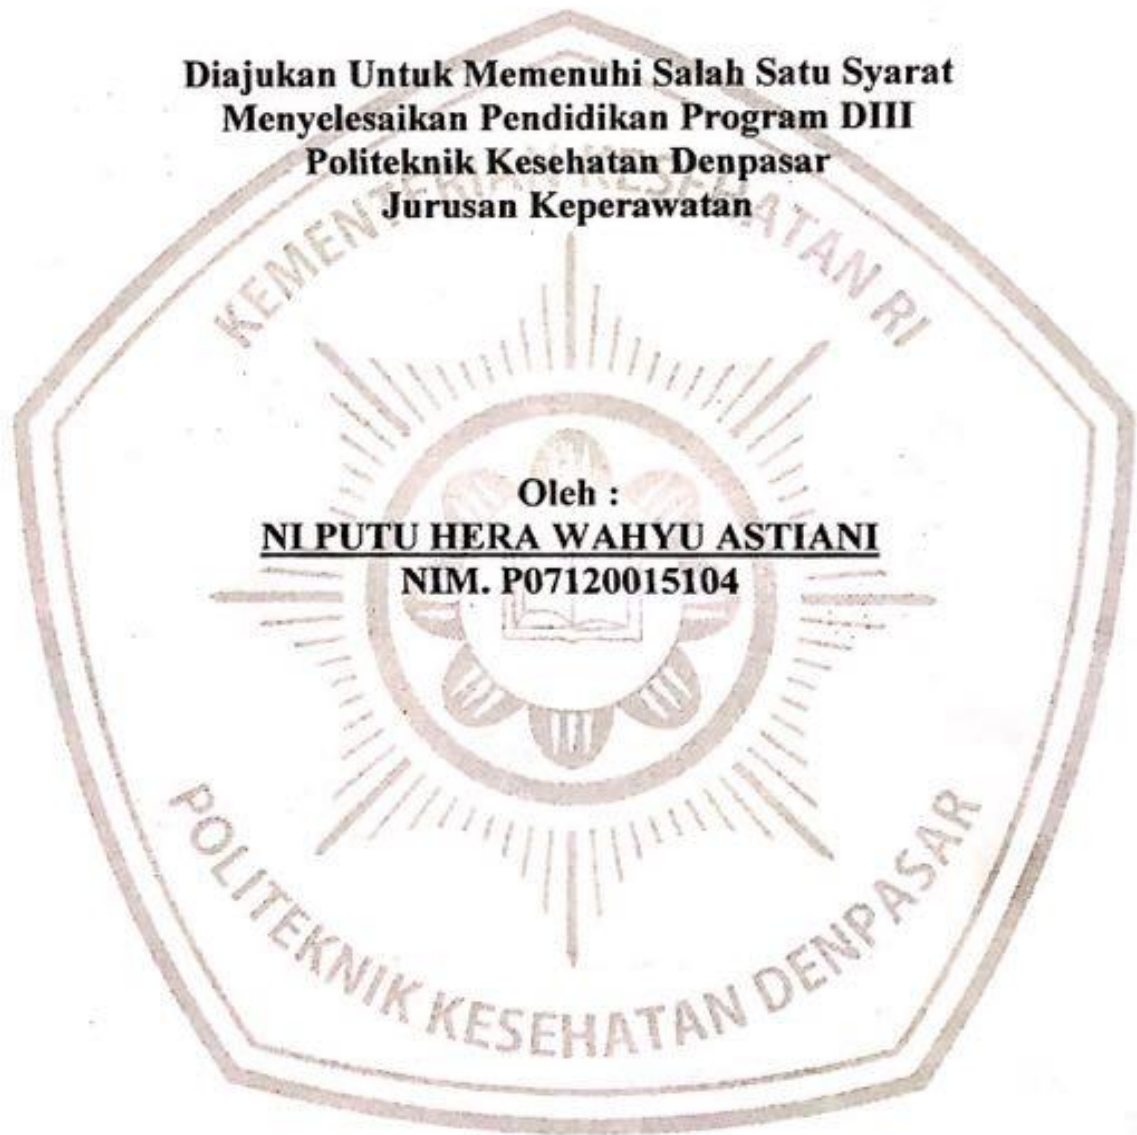 Diajukan Untuk Memenuhi Salah Satu Syarat
Menyelesaikan Pendidikan Program DIII
Politeknik Kesehatan Denpasar
Jurusan Keperawatan
KEMENTERIAN KESEHATAN RI
Oleh :
NI PUTU HERA WAHYU ASTIANI
NIM. P07120015104
POLITEKNIK KESEHATAN DENPASAR